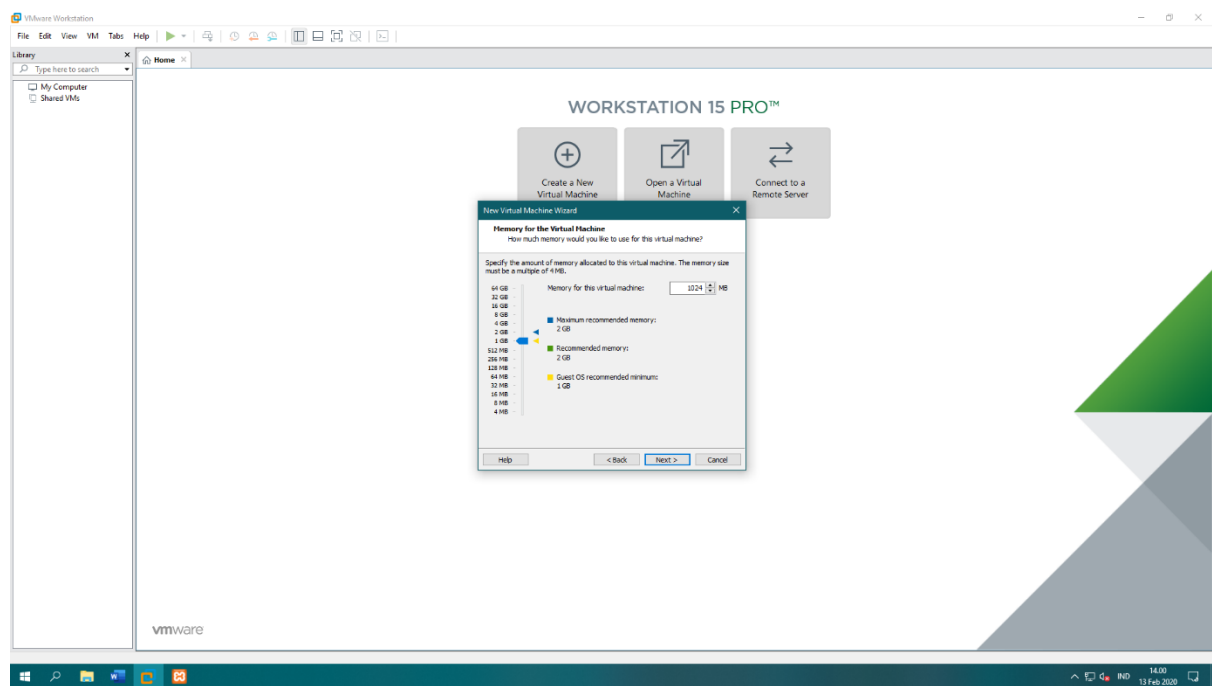 VMware Workstation
File Edit View VM Tabs Help
Library
Type here to search
My Computer
Shared VMs
Home
WORKSTATION 15 PRO™
Create a New
Virtual Machine
Open a Virtual
Machine
Connect to a
Remote Server
New Virtual Machine Wizard
Memory for the Virtual Machine
How much memory would you like to use for this virtual machine?
Specify the amount of memory allocated to this virtual machine. The memory size
must be a multiple of 4 MB.
64 GB
32 GB
16 GB
8 GB
4 GB
2 GB
1 GB
512 MB
256 MB
128 MB
64 MB
32 MB
16 MB
8 MB
4 MB
Memory for this virtual machine: 1024 MB
Maximum recommended memory:
2 GB
Recommended memory:
2 GB
Guest OS recommended minimum:
1 GB
Help < Back Next > Cancel
vmware
IND
14.00
13 Feb 2020